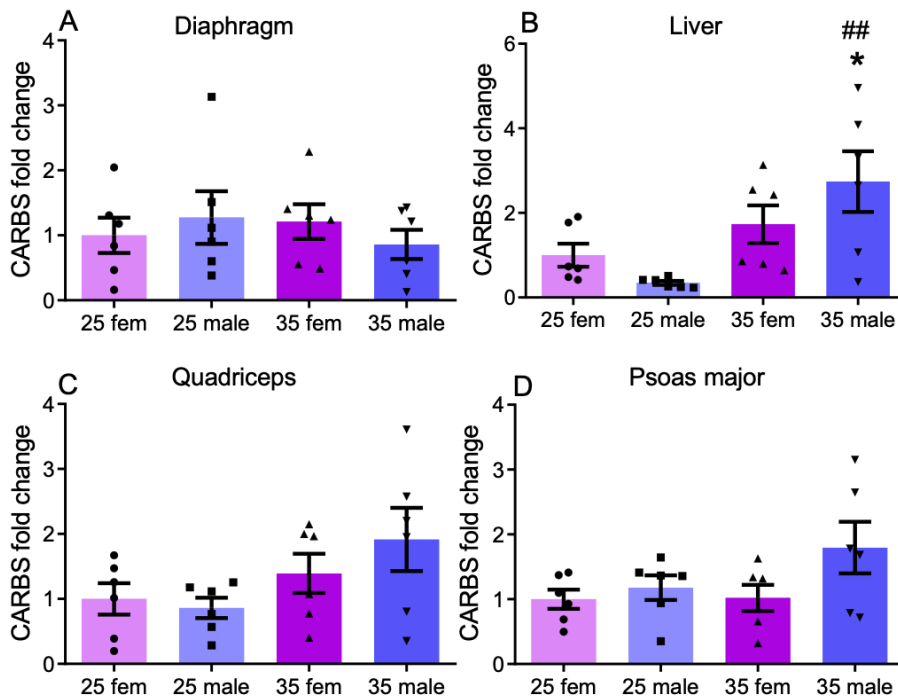 A
Diaphragm
CARBS fold change
4
3
2
1
0
25 fem
25 male
35 fem
35 male
B
Liver
##
*
CARBS fold change
6
4
2
0
25 fem
25 male
35 fem
35 male
C
Quadriceps
CARBS fold change
4
3
2
1
0
25 fem
25 male
35 fem
35 male
D
Psoas major
CARBS fold change
4
3
2
1
0
25 fem
25 male
35 fem
35 male